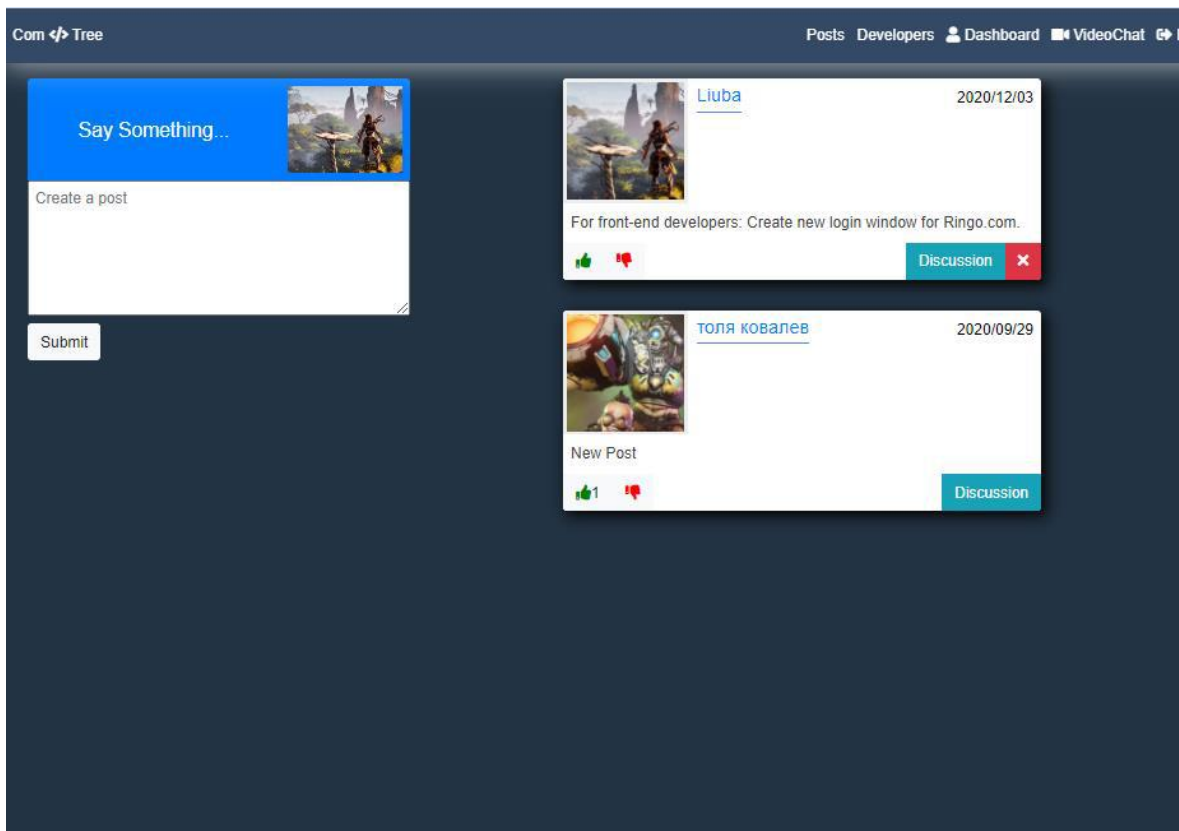 Com </> Tree
Posts Developers Dashboard VideoChat
Say Something...
Create a post
Submit
Liuba
2020/12/03
For front-end developers: Create new login window for Ringo.com.
Discussion
толя ковалев
2020/09/29
New Post
1
Discussion